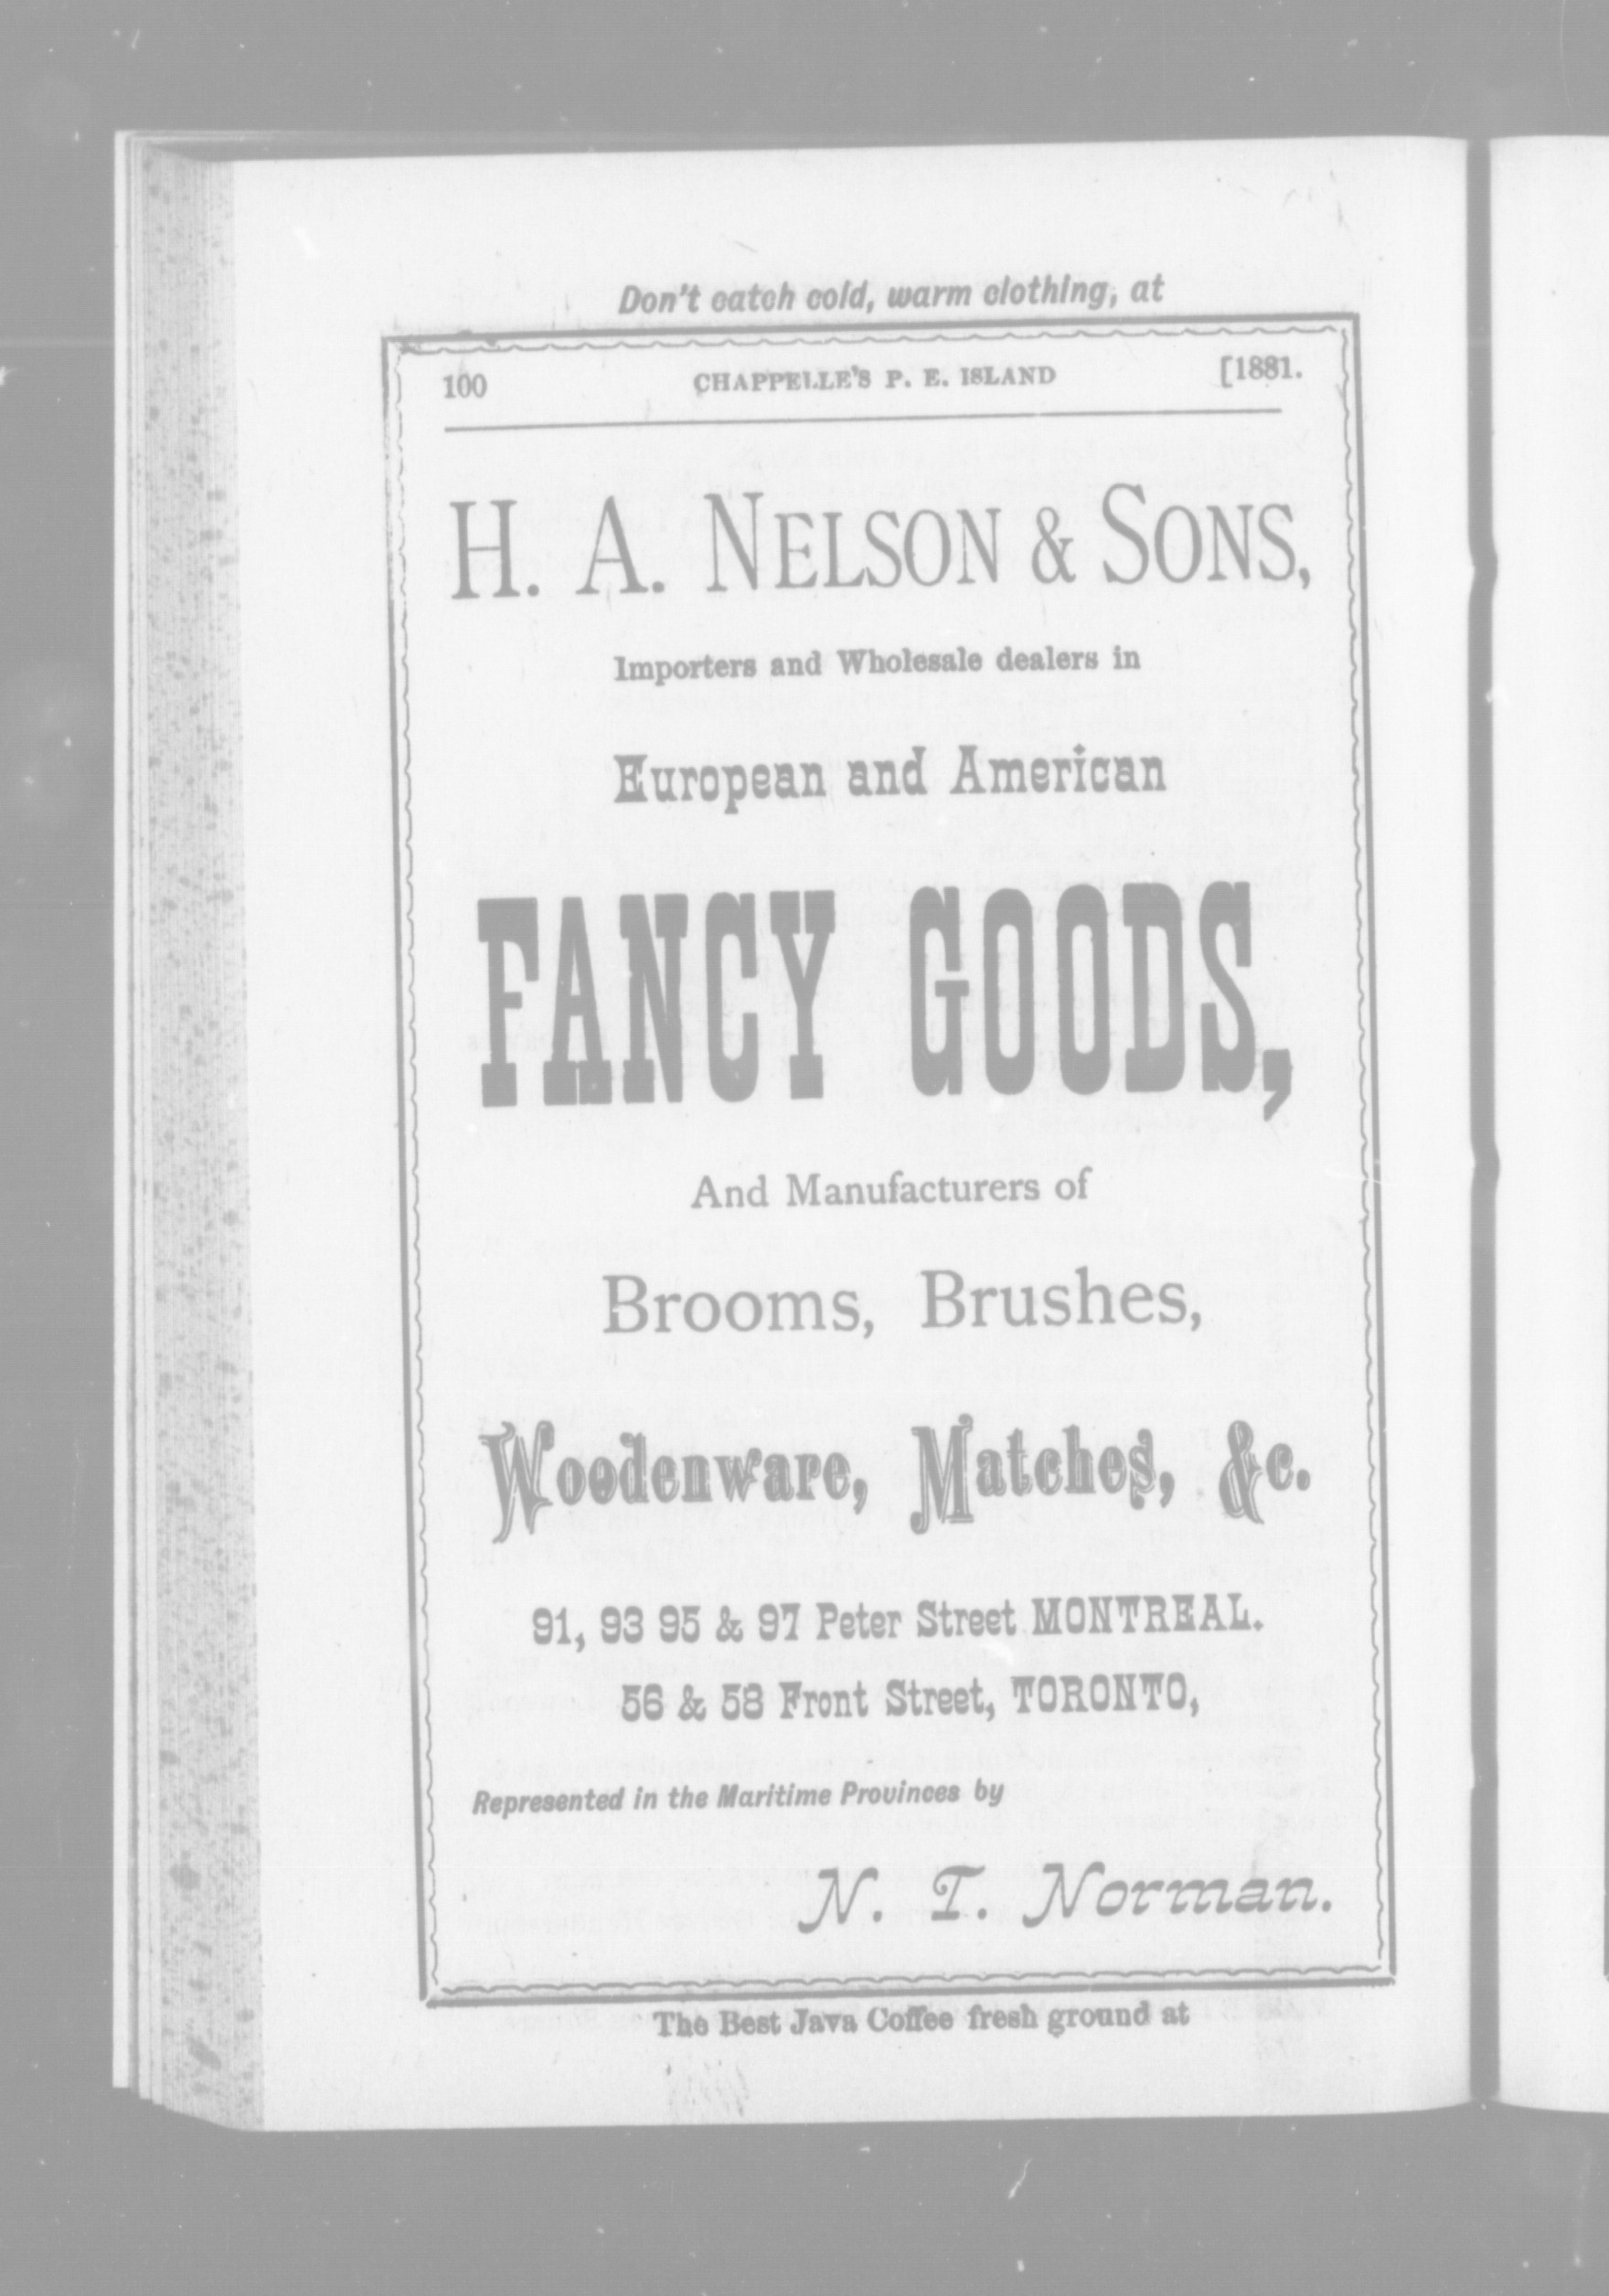 Don't catch cold, warm clothing, at
100 CHAPPELLE'S P. E. ISLAND [1881.
H. A. NELSON & SONS,
Importers and Wholesale dealers in
European and American
FANCY GOODS,
And Manufacturers of
Brooms, Brushes,
Woodenware, Matches, &c.
91, 93 95 & 97 Peter Street MONTREAL.
56 & 58 Front Street, TORONTO,
Represented in the Maritime Provinces by
N. T. Norman.
The Best Java Coffee fresh ground at